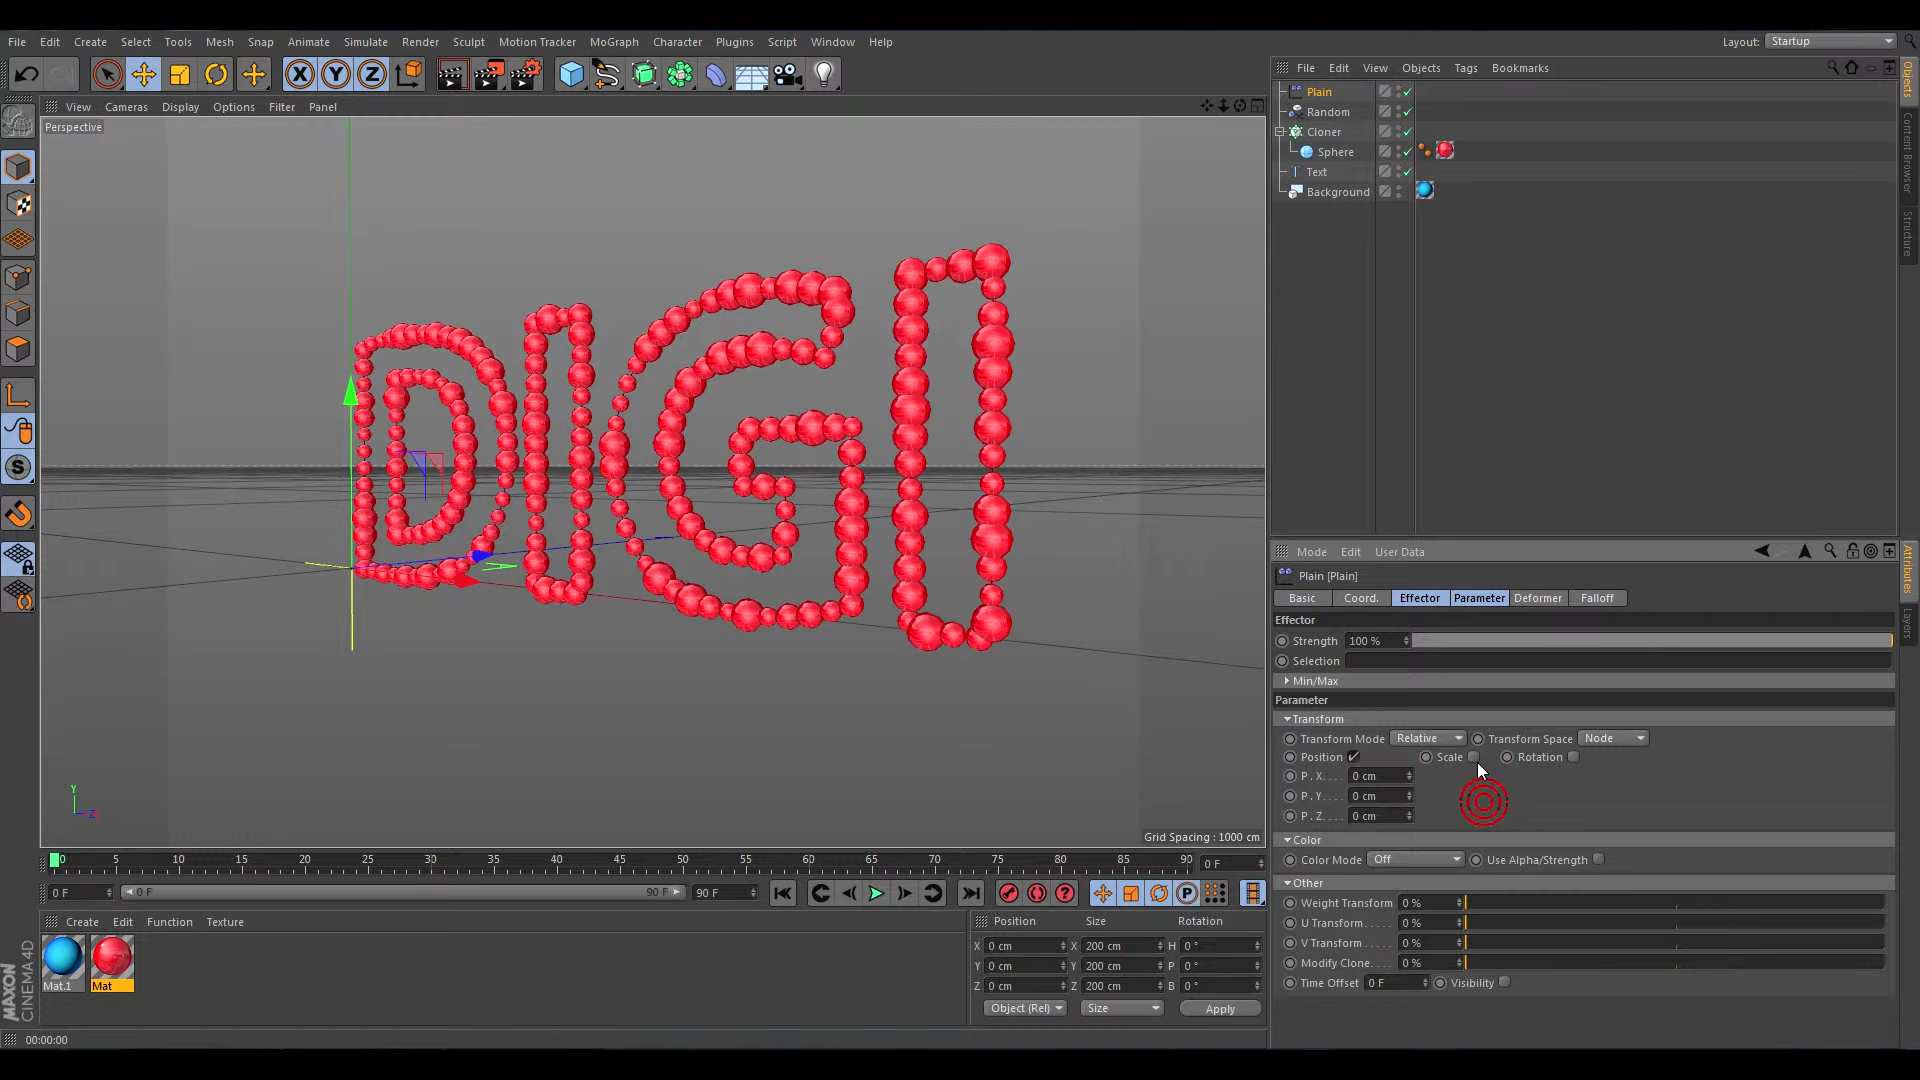 File Edit Create Select Tools Mesh Snap Animate Simulate Render Sculpt Motion Tracker MoGraph Character Plugins Script Window Help
Layout: Startup
X Y Z
View Cameras Display Options Filter Panel
Perspective
DIGI
Y
Z
Grid Spacing : 1000 cm
S
File Edit View Objects Tags Bookmarks
Plain
Random
Cloner
Sphere
Text
Background
Objects
Content Browser
Structure
Mode Edit User Data
Plain [Plain]
Basic Coord. Effector Parameter Deformer Falloff
Effector
Strength 100 %
Selection
Min/Max
Parameter
Transform
Transform Mode Relative Transform Space Node
Position Scale Rotation
P . X. . . . 0 cm
P . Y. . . . 0 cm
P . Z. . . . 0 cm
Color
Color Mode Off Use Alpha/Strength
Other
Weight Transform 0 %
U Transform. . . . . 0 %
V Transform . . . . . 0 %
Modify Clone. . . . 0 %
Time Offset 0 F Visibility
Attributes
Layers
0 5 10 15 20 25 30 35 40 45 50 55 60 65 70 75 80 85 90 0 F
0 F 0 F 90 F 90 F
P
Create Edit Function Texture
Mat.1 Mat
Position Size Rotation
X 0 cm X 200 cm H 0 °
Y 0 cm Y 200 cm P 0 °
Z 0 cm Z 200 cm B 0 °
Object (Rel) Size Apply
MAXON
CINEMA 4D
00:00:00